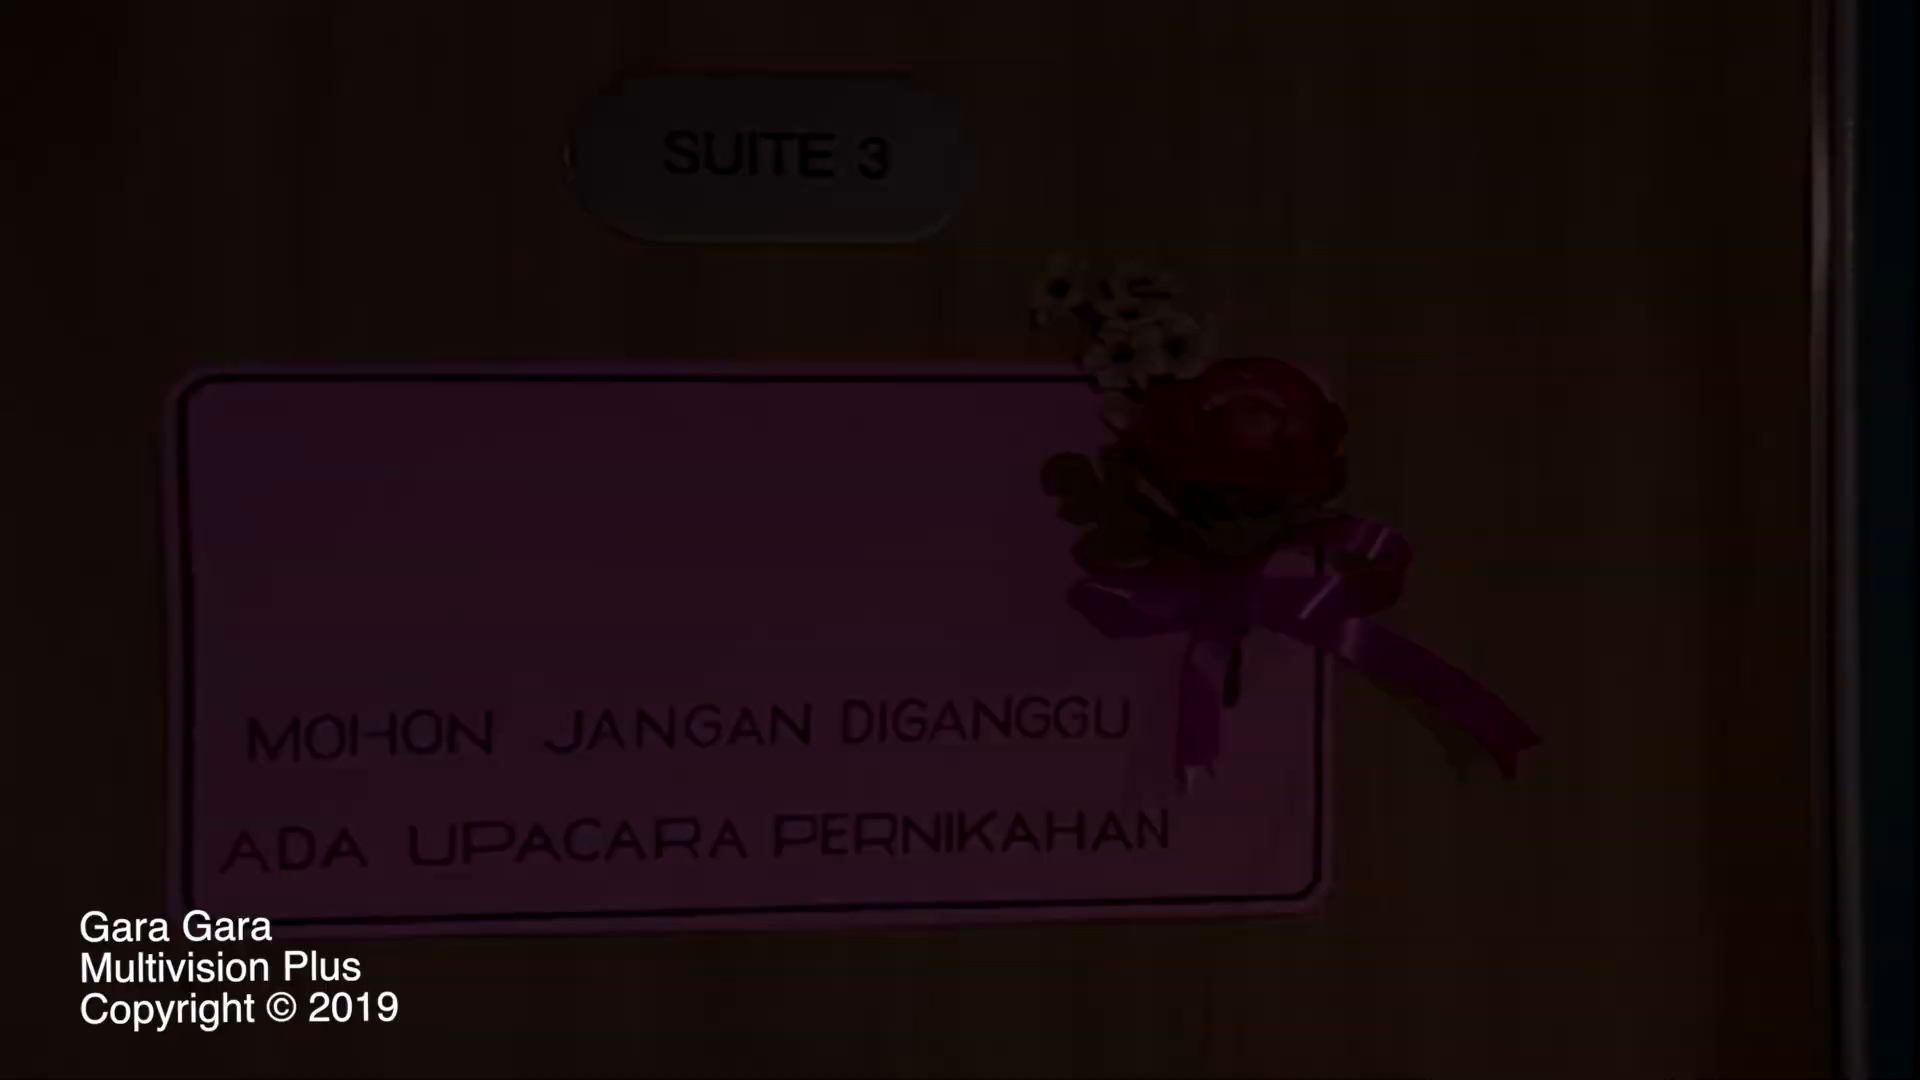 SUITE 3
MOHON JANGAN DIGANGGU
ADA UPACARA PERNIKAHAN
Gara Gara
Multivision Plus
Copyright © 2019